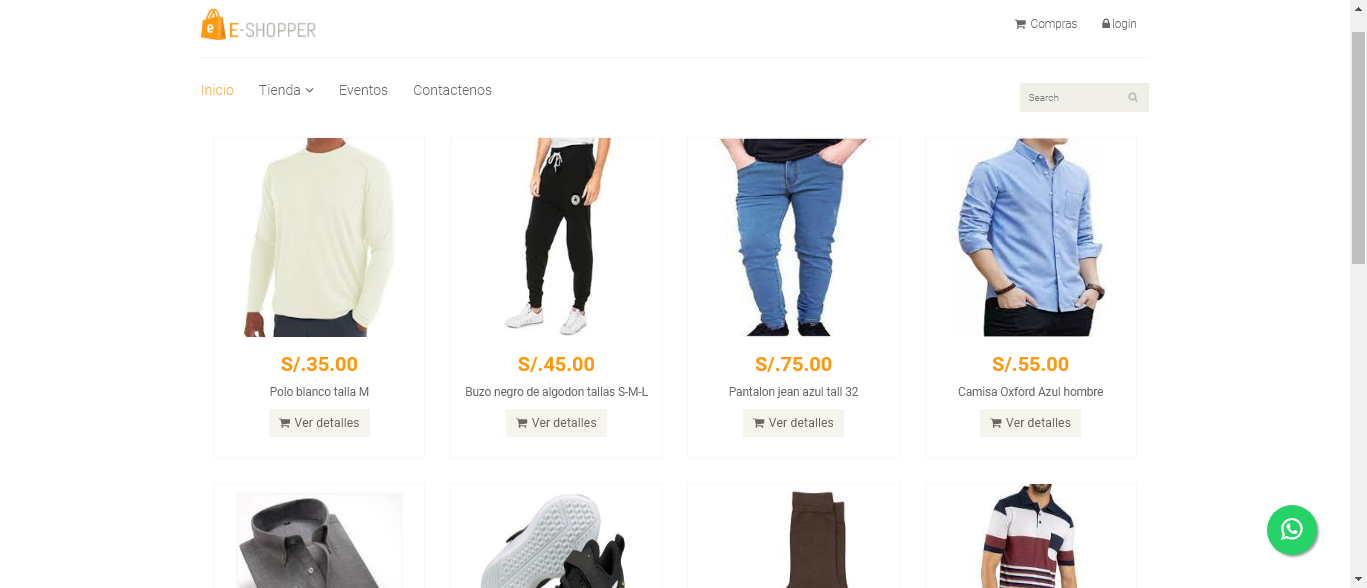 e E-SHOPPER
Compras login
Inicio Tienda Eventos Contactenos
Search
S/.35.00 S/.45.00 S/.75.00 S/.55.00
Polo blanco talla M Buzo negro de algodon tallas S-M-L Pantalon jean azul tall 32 Camisa Oxford Azul hombre
Ver detalles Ver detalles Ver detalles Ver detalles